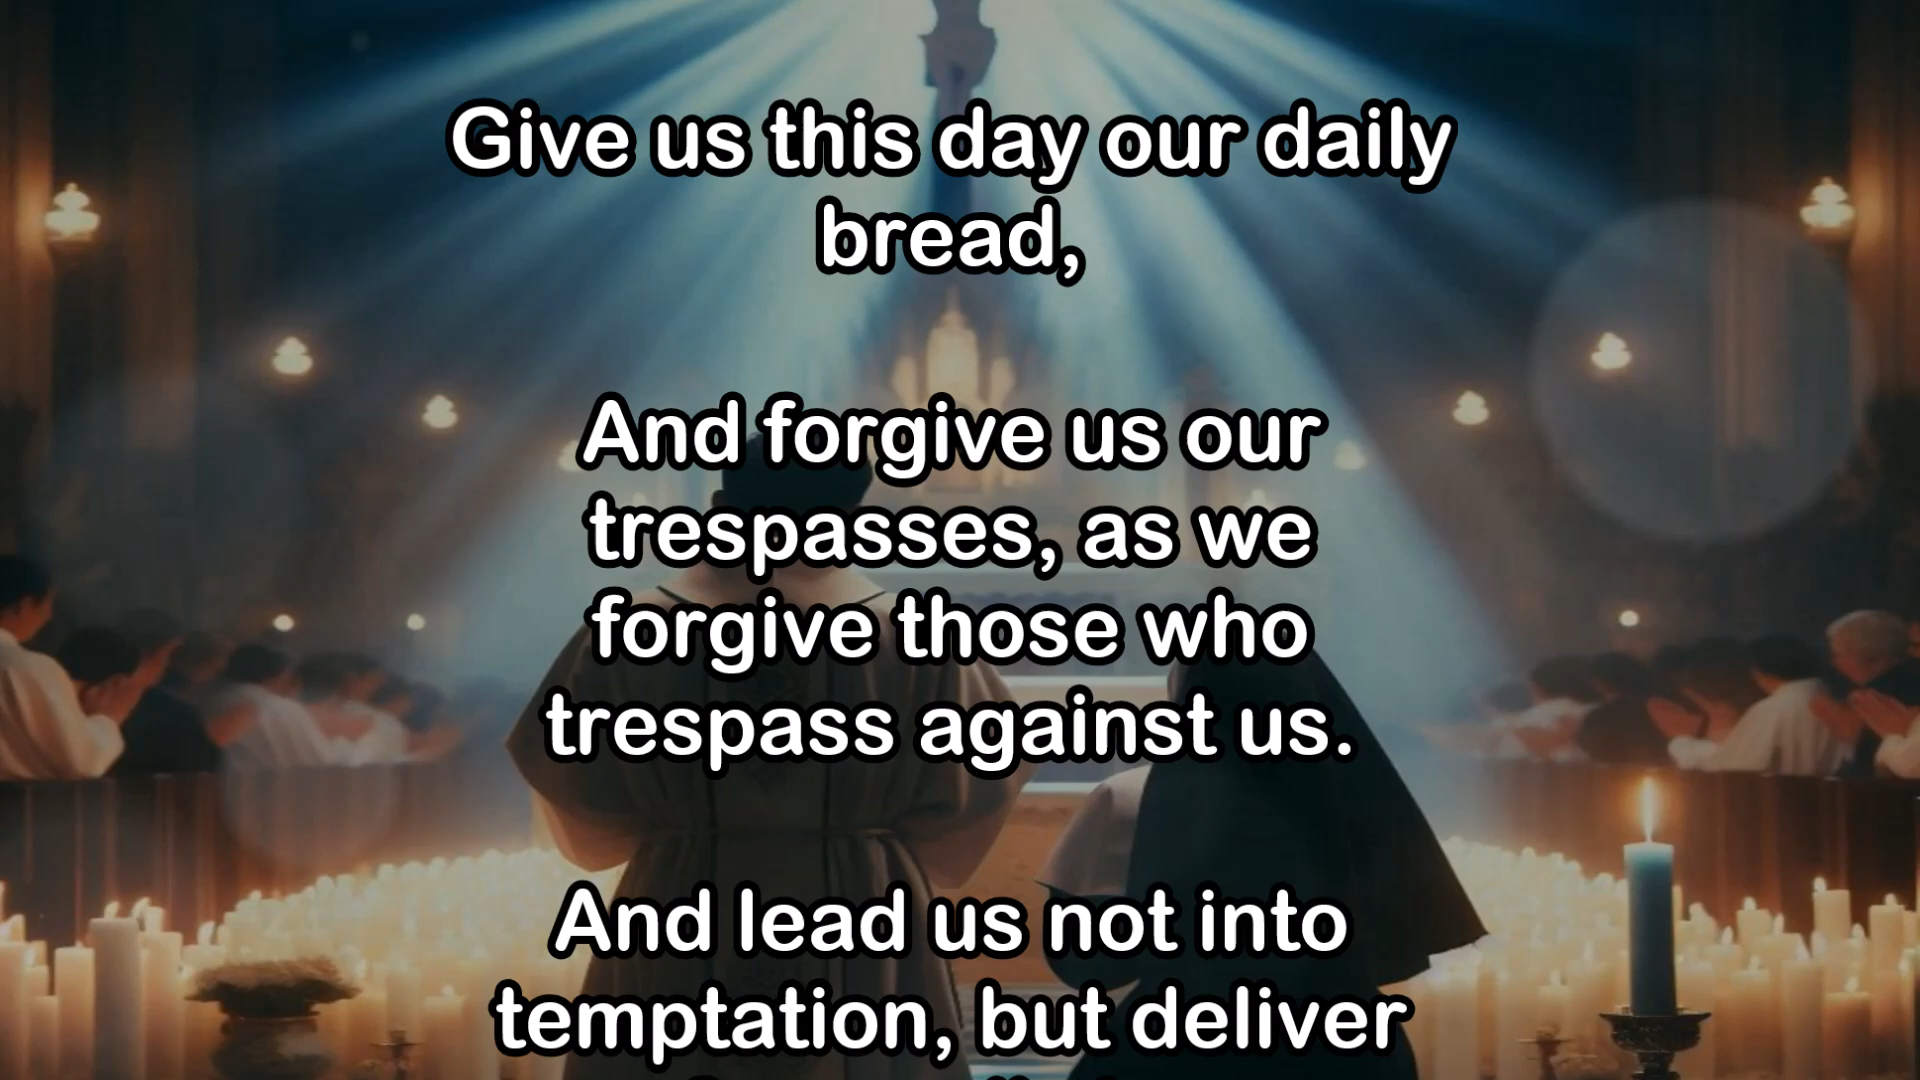 Give us this day our daily
bread,
And forgive us our
trespasses, as we
forgive those who
trespass against us.
And lead us not into
temptation, but deliver